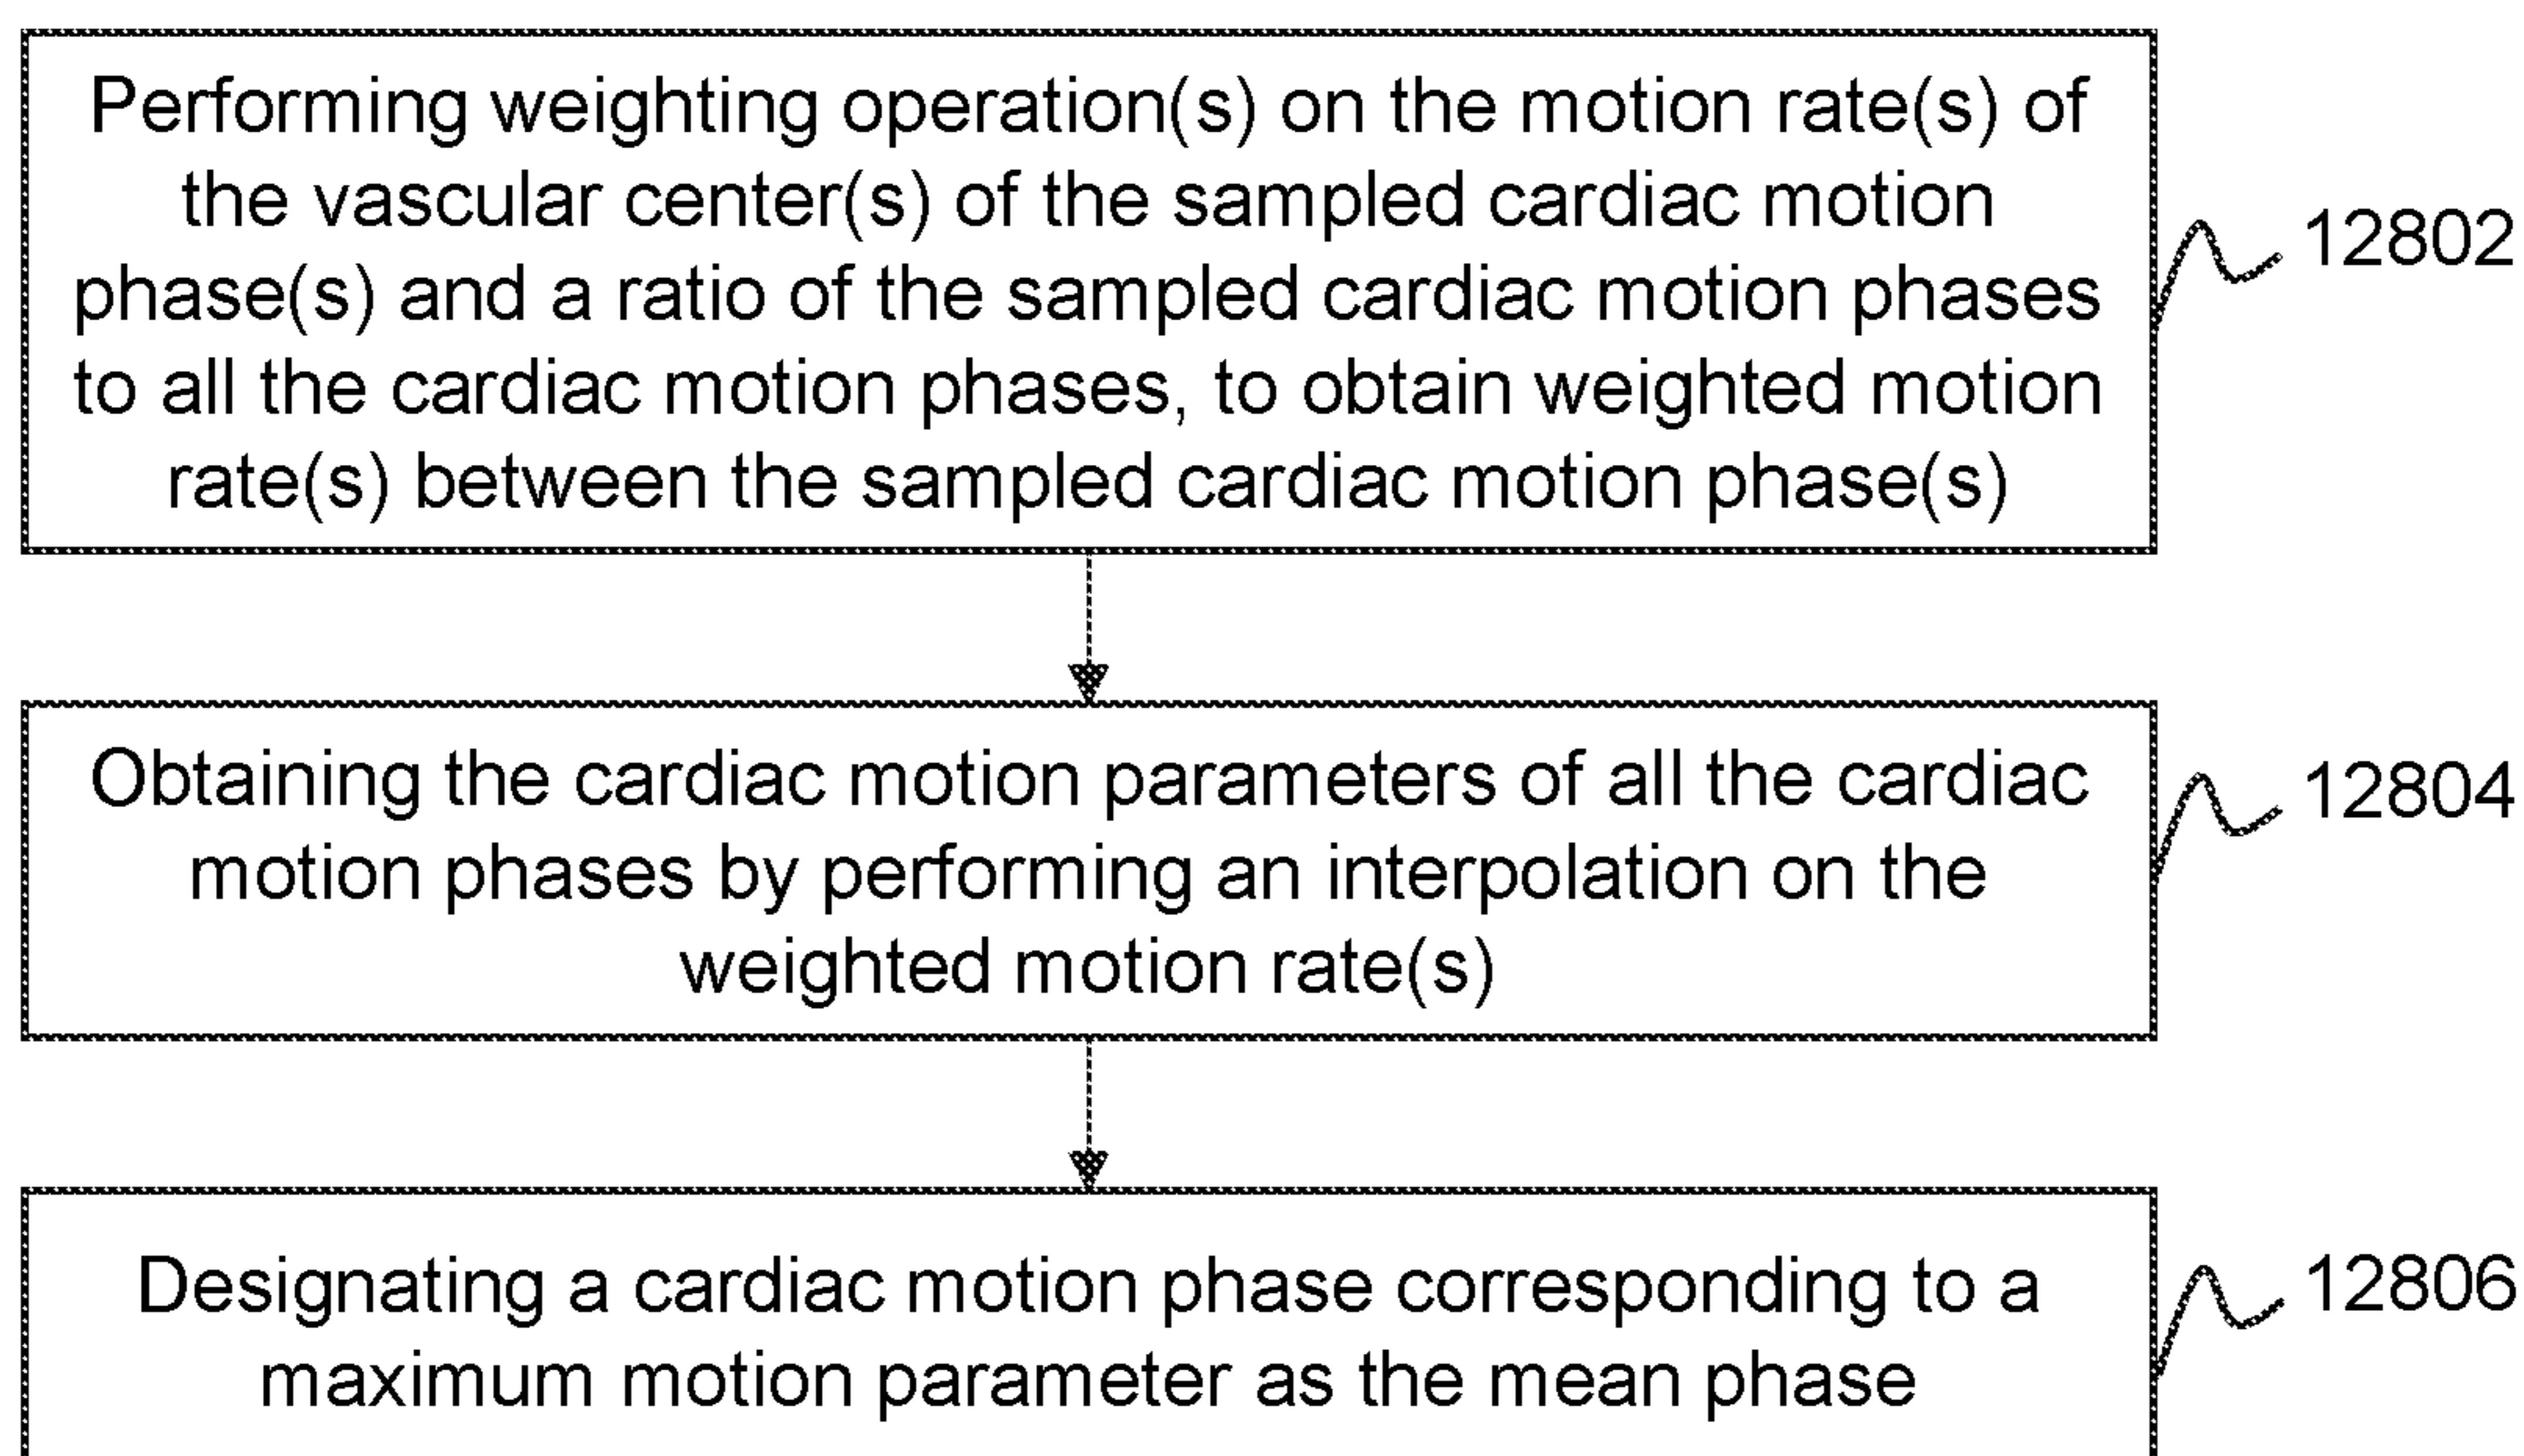 Performing weighting operation(s) on the motion rate(s) of
the vascular center(s) of the sampled cardiac motion
phase(s) and a ratio of the sampled cardiac motion phases
to all the cardiac motion phases, to obtain weighted motion
rate(s) between the sampled cardiac motion phase(s)
12802
Obtaining the cardiac motion parameters of all the cardiac
motion phases by performing an interpolation on the
weighted motion rate(s)
12804
Designating a cardiac motion phase corresponding to a
maximum motion parameter as the mean phase
12806